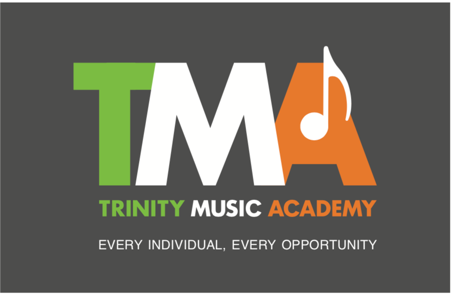 TMA
TRINITY MUSIC ACADEMY
EVERY INDIVIDUAL, EVERY OPPORTUNITY